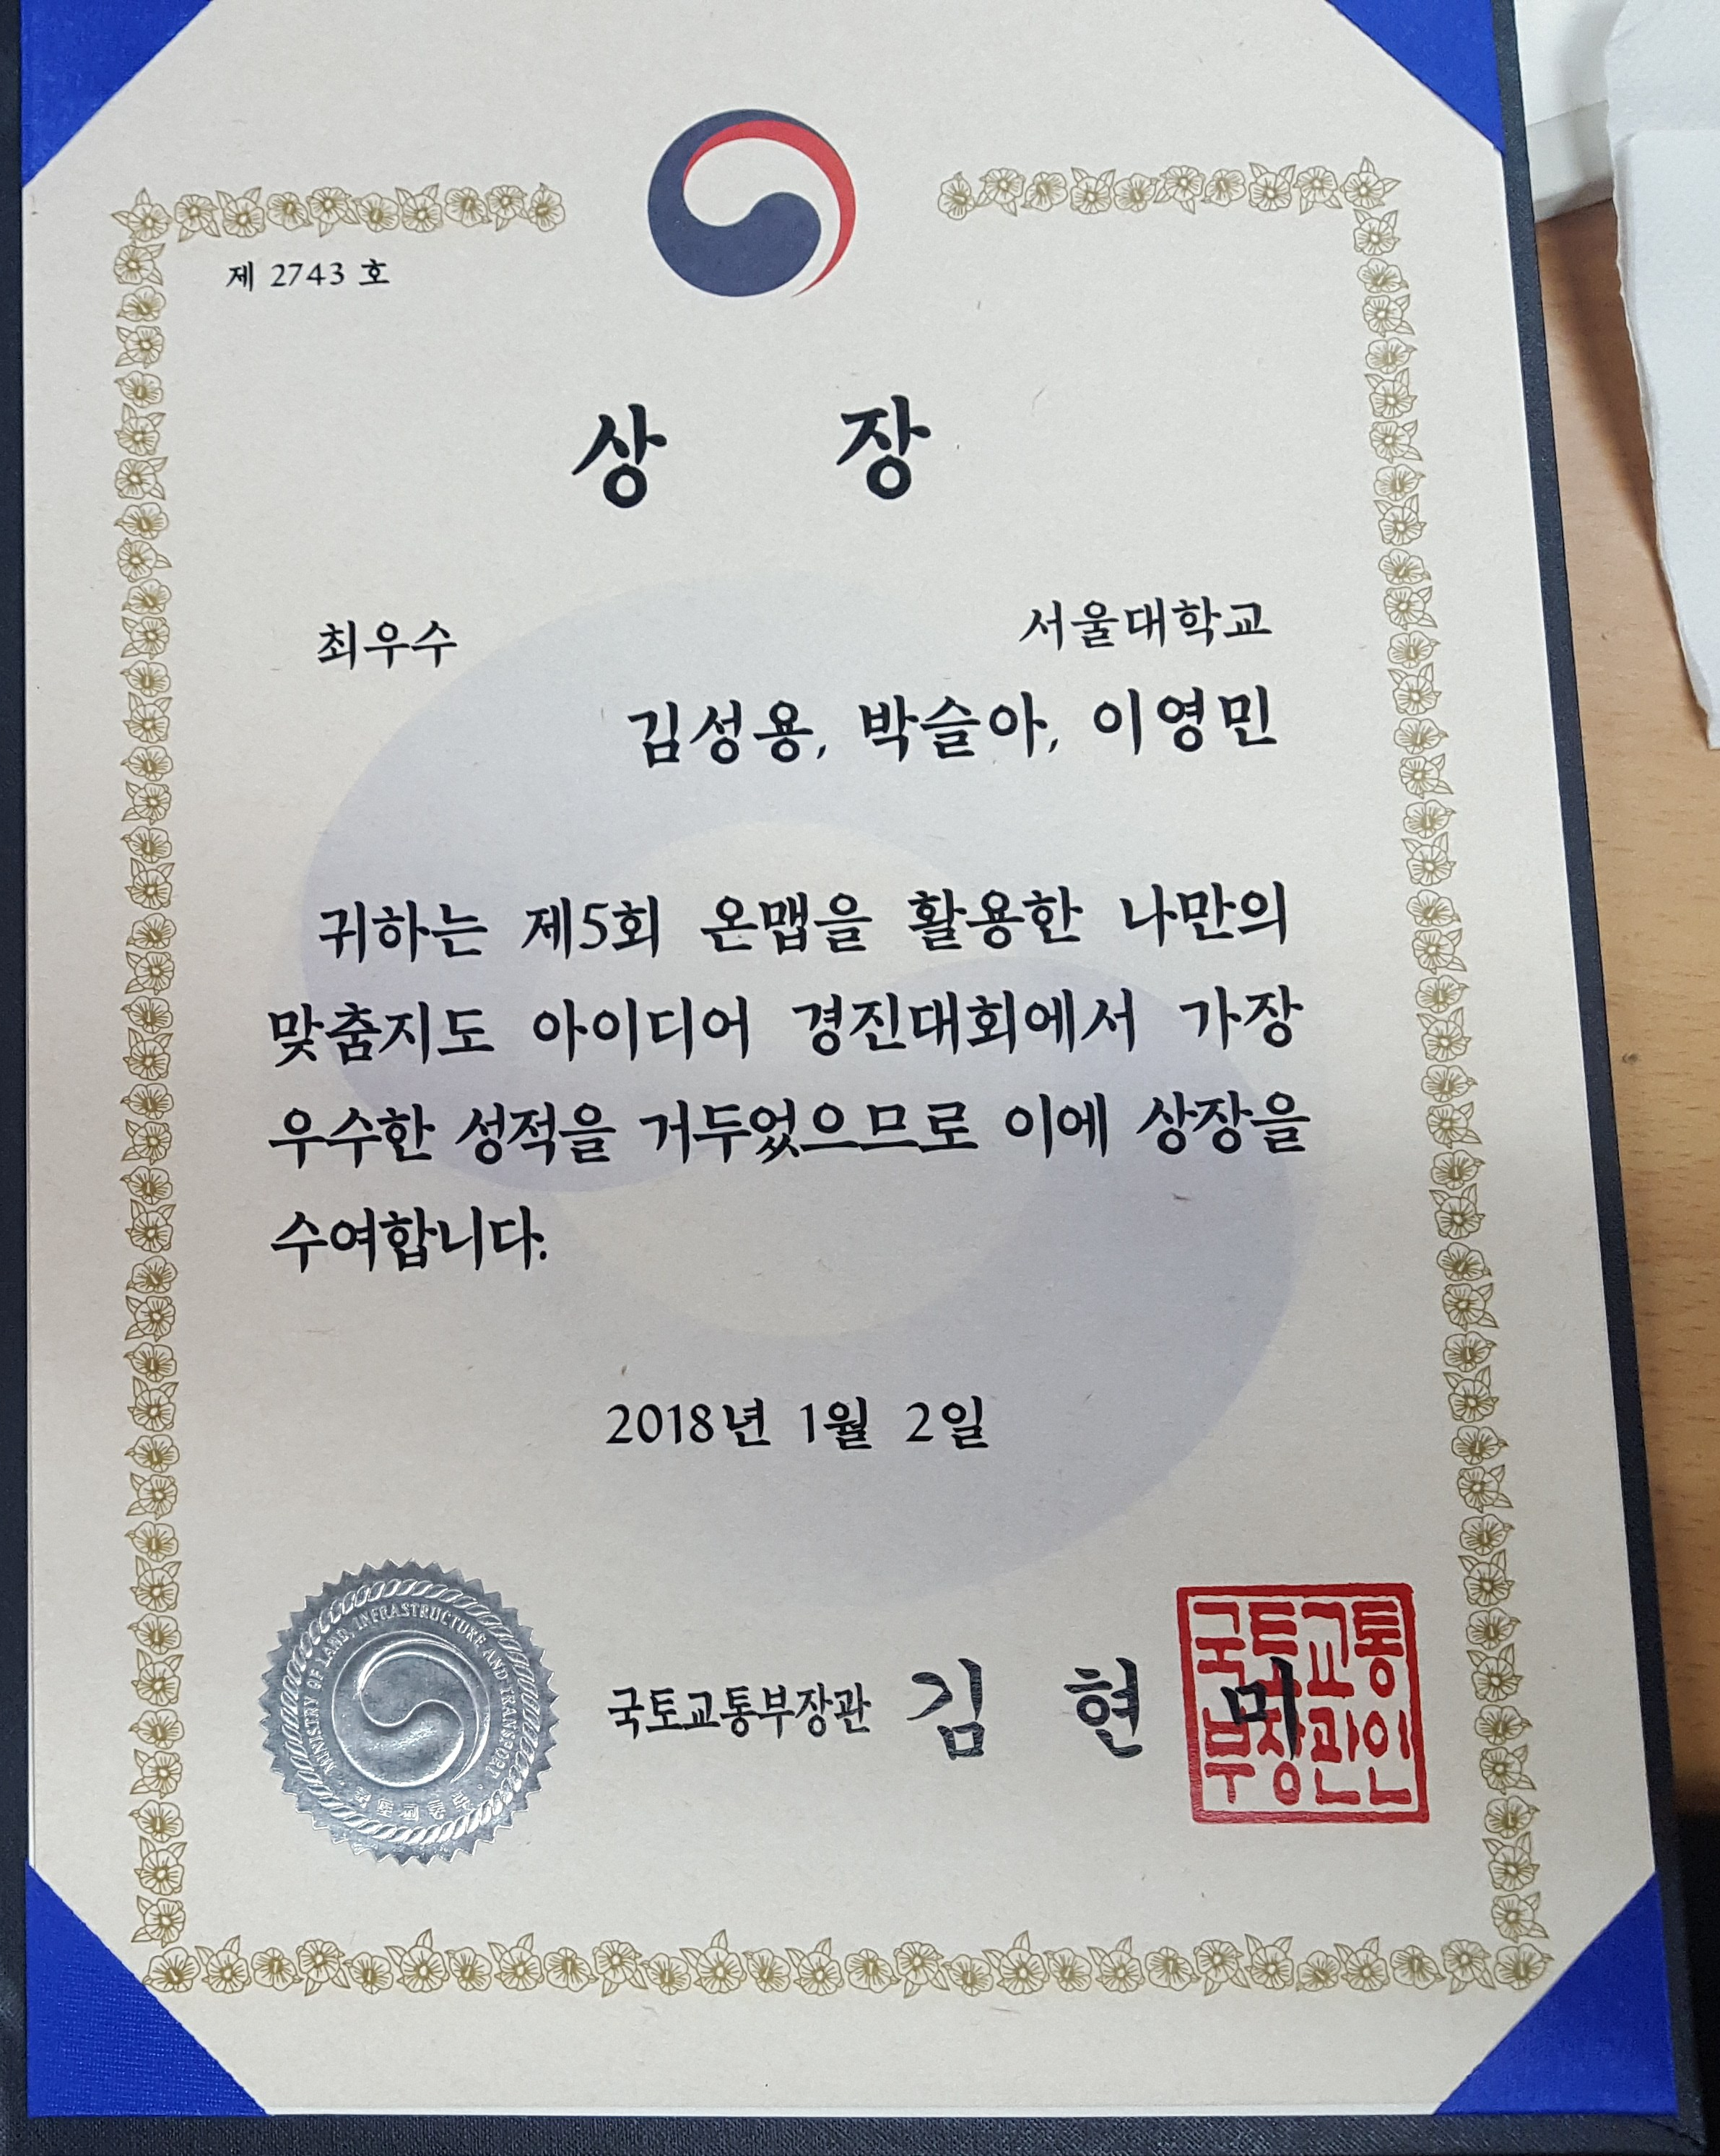 제 2743 호
상 장
최우수
서울대학교
김성용, 박슬아, 이영민
귀하는 제5회 온맵을 활용한 나만의
맞춤지도 아이디어 경진대회에서 가장
우수한 성적을 거두었으므로 이에 상장을
수여합니다.
2018년 1월 2일
MINISTRY OF LAND, INFRASTRUCTURE AND TRANSPORT
국토교통부
국토교통부장관 김 현 미
국토교통
부장관인